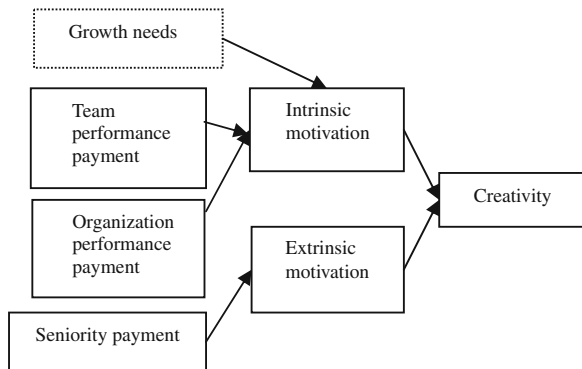 Growth needs
Team
performance
payment
Intrinsic
motivation
Organization
performance
payment
Extrinsic
motivation
Creativity
Seniority payment